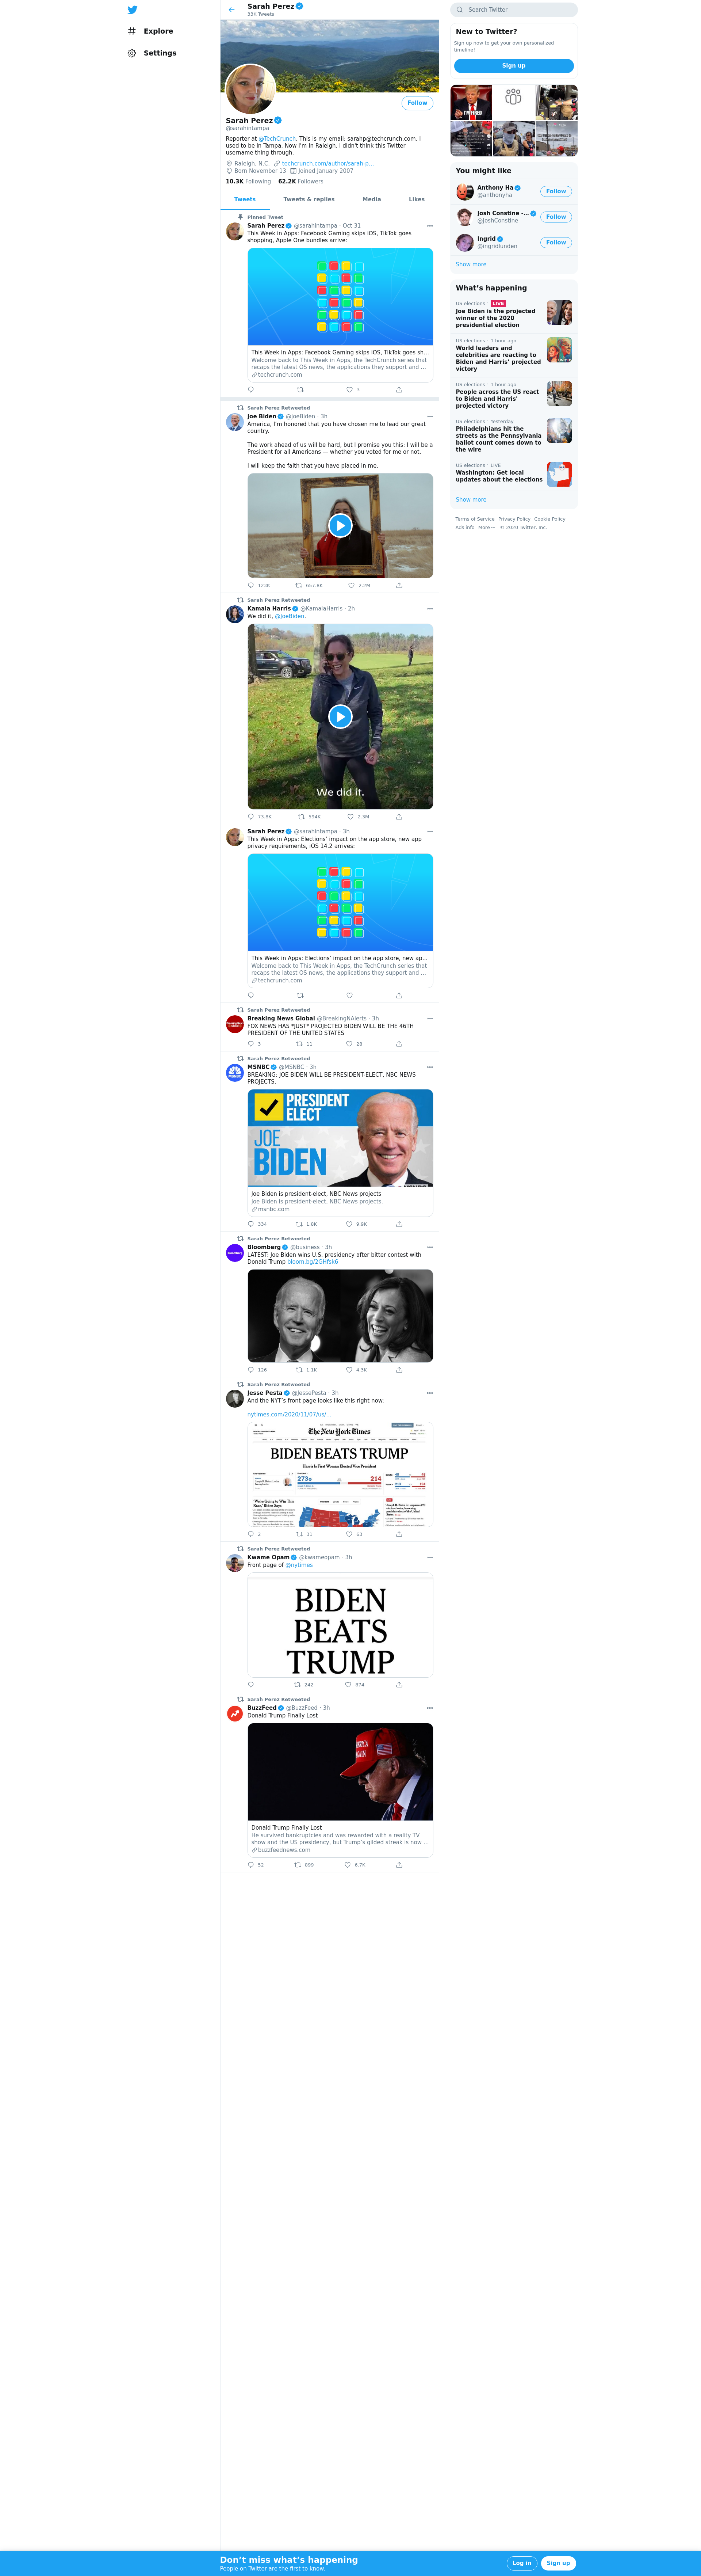 Explore
Settings
Sarah Perez
33K Tweets
Follow
Sarah Perez
@sarahintampa
Reporter at @TechCrunch. This is my email: sarahp@techcrunch.com. I
used to be in Tampa. Now I'm in Raleigh. I didn't think this Twitter
username thing through.
Raleigh, N.C. techcrunch.com/author/sarah-p…
Born November 13 Joined January 2007
10.3K Following 62.2K Followers
Tweets Tweets & replies Media Likes
Pinned Tweet
Sarah Perez @sarahintampa · Oct 31
This Week in Apps: Facebook Gaming skips iOS, TikTok goes
shopping, Apple One bundles arrive:
This Week in Apps: Facebook Gaming skips iOS, TikTok goes sh…
Welcome back to This Week in Apps, the TechCrunch series that
recaps the latest OS news, the applications they support and …
techcrunch.com
3
Sarah Perez Retweeted
Joe Biden @JoeBiden · 3h
America, I'm honored that you have chosen me to lead our great
country.
The work ahead of us will be hard, but I promise you this: I will be a
President for all Americans — whether you voted for me or not.
I will keep the faith that you have placed in me.
123K 657.8K 2.2M
Sarah Perez Retweeted
Kamala Harris @KamalaHarris · 2h
We did it, @JoeBiden.
We did it.
73.8K 594K 2.3M
Sarah Perez @sarahintampa · 3h
This Week in Apps: Elections' impact on the app store, new app
privacy requirements, iOS 14.2 arrives:
This Week in Apps: Elections' impact on the app store, new ap…
Welcome back to This Week in Apps, the TechCrunch series that
recaps the latest OS news, the applications they support and …
techcrunch.com
Sarah Perez Retweeted
Breaking News Global @BreakingNAlerts · 3h
FOX NEWS HAS *JUST* PROJECTED BIDEN WILL BE THE 46TH
PRESIDENT OF THE UNITED STATES
3 11 28
Sarah Perez Retweeted
MSNBC @MSNBC · 3h
BREAKING: JOE BIDEN WILL BE PRESIDENT-ELECT, NBC NEWS
PROJECTS.
PRESIDENT
ELECT
JOE
BIDEN
Joe Biden is president-elect, NBC News projects
Joe Biden is president-elect, NBC News projects.
msnbc.com
334 1.8K 9.9K
Sarah Perez Retweeted
Bloomberg @business · 3h
LATEST: Joe Biden wins U.S. presidency after bitter contest with
Donald Trump bloom.bg/2GHfsk6
126 1.1K 4.3K
Sarah Perez Retweeted
Jesse Pesta @JessePesta · 3h
And the NYT's front page looks like this right now:
nytimes.com/2020/11/07/us/…
The New York Times
BIDEN BEATS TRUMP
Harris Is First Woman Elected Vice President
273 214
'We're Going to Win This
Race,' Biden Says
2 31 63
Sarah Perez Retweeted
Kwame Opam @kwameopam · 3h
Front page of @nytimes
BIDEN
BEATS
TRUMP
242 874
Sarah Perez Retweeted
BuzzFeed @BuzzFeed · 3h
Donald Trump Finally Lost
Donald Trump Finally Lost
He survived bankruptcies and was rewarded with a reality TV
show and the US presidency, but Trump's gilded streak is now …
buzzfeednews.com
52 899 6.7K
Search Twitter
New to Twitter?
Sign up now to get your own personalized
timeline!
Sign up
You might like
Anthony Ha
@anthonyha
Follow
Josh Constine -…
@JoshConstine
Follow
Ingrid
@ingridlunden
Follow
Show more
What's happening
US elections · LIVE
Joe Biden is the projected
winner of the 2020
presidential election
US elections · 1 hour ago
World leaders and
celebrities are reacting to
Biden and Harris' projected
victory
US elections · 1 hour ago
People across the US react
to Biden and Harris'
projected victory
US elections · Yesterday
Philadelphians hit the
streets as the Pennsylvania
ballot count comes down to
the wire
US elections · LIVE
Washington: Get local
updates about the elections
Show more
Terms of Service Privacy Policy Cookie Policy
Ads info More © 2020 Twitter, Inc.
Don't miss what's happening
People on Twitter are the first to know.
Log in Sign up